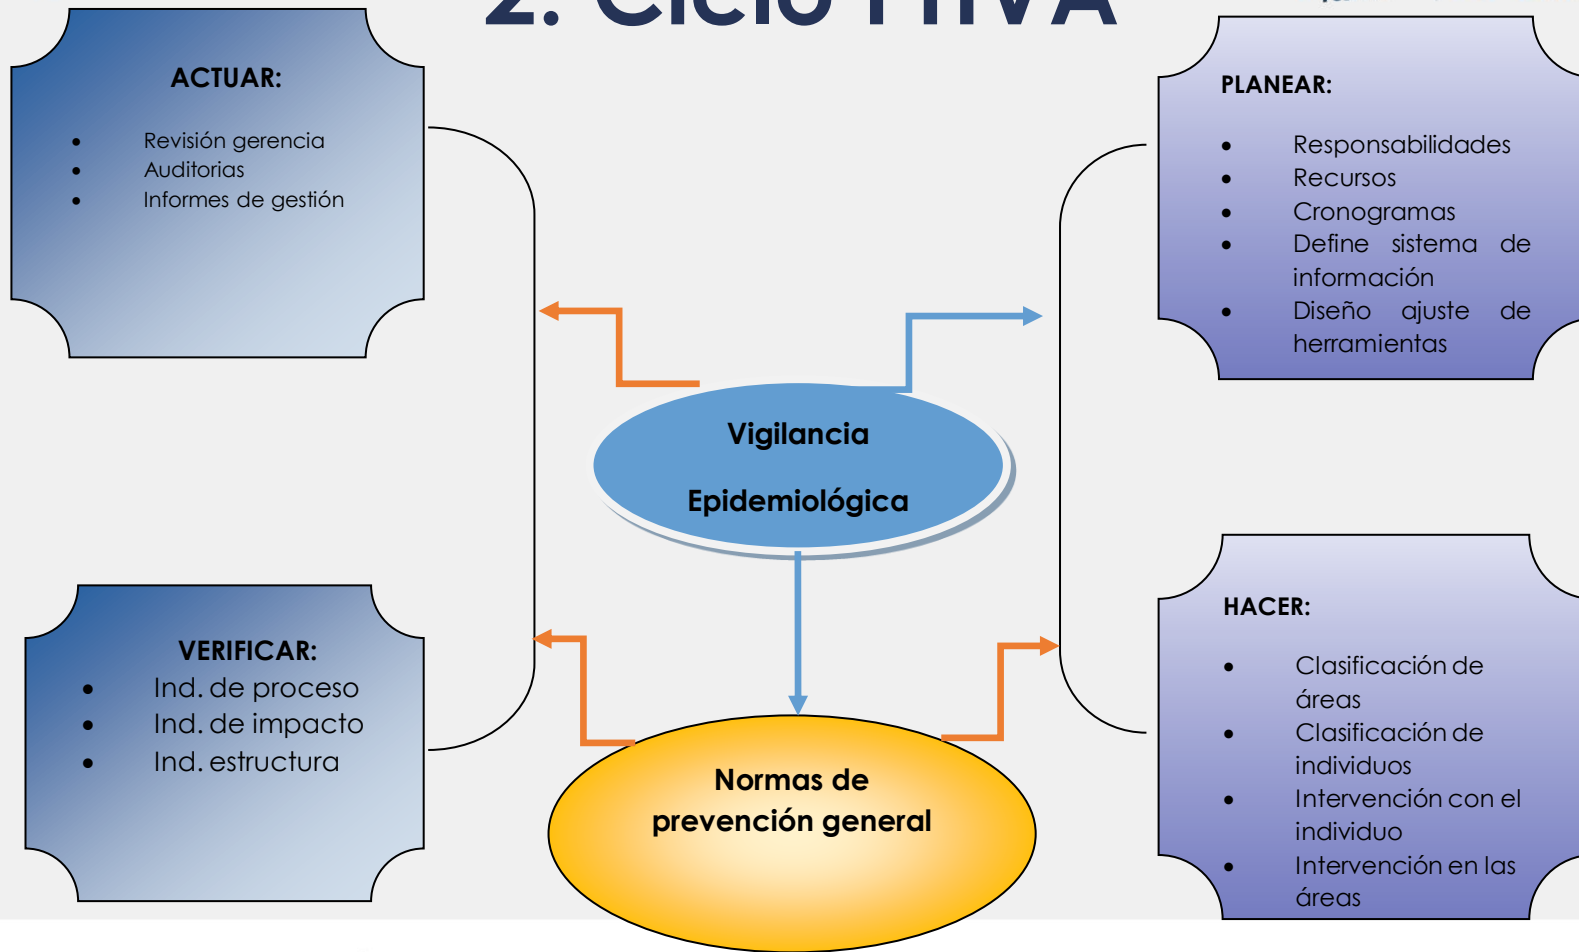 2. Ciclo PHVA
ACTUAR:
• Revisión gerencia
• Auditorias
• Informes de gestión
PLANEAR:
• Responsabilidades
• Recursos
• Cronogramas
• Define sistema de
información
• Diseño ajuste de
herramientas
Vigilancia
Epidemiológica
VERIFICAR:
• Ind. de proceso
• Ind. de impacto
• Ind. estructura
HACER:
• Clasificación de
áreas
• Clasificación de
individuos
• Intervención con el
individuo
• Intervención en las
áreas
Normas de
prevención general